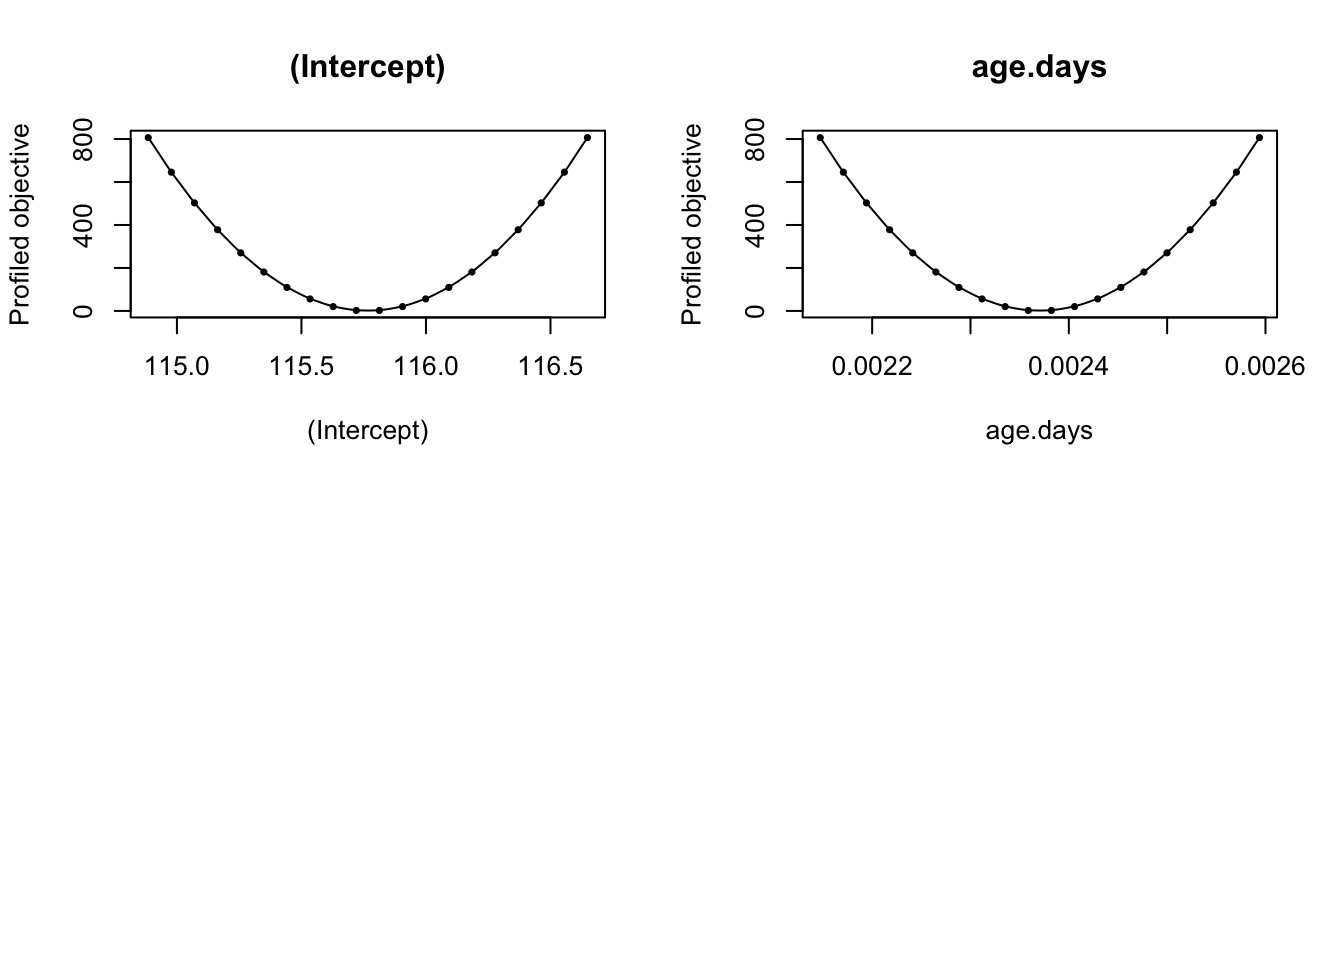 (Intercept)
Profiled objective
0
400
800
115.0 115.5 116.0 116.5
(Intercept)
age.days
Profiled objective
0
400
800
0.0022 0.0024 0.0026
age.days